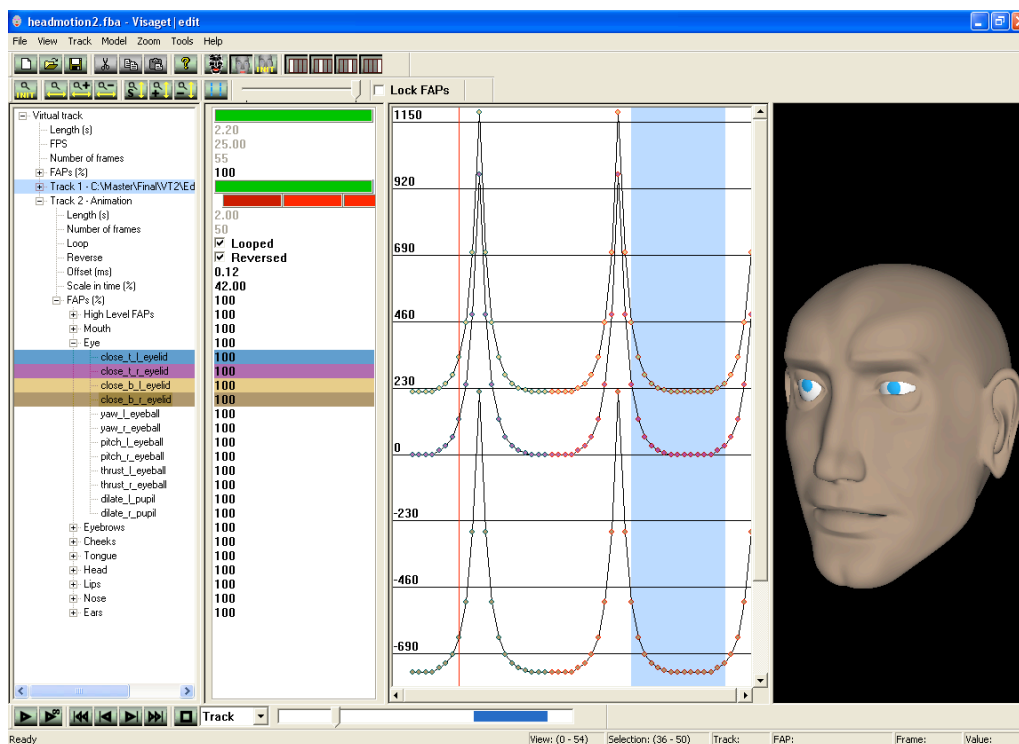 headmotion2.fba - Visage|edit
File View Track Model Zoom Tools Help
INIT
INIT S
Lock FAPs
Virtual track
Length (s) 2.20
FPS 25.00
Number of frames 55
FAPs (%) 100
Track 1 - C:\Master\Final\VT2\Ed
Track 2 - Animation
Length (s) 2.00
Number of frames 50
Loop Looped
Reverse Reversed
Offset (ms) 0.12
Scale in time (%) 42.00
FAPs (%) 100
High Level FAPs 100
Mouth 100
Eye 100
close_t_l_eyelid 100
close_t_r_eyelid 100
close_b_l_eyelid 100
close_b_r_eyelid 100
yaw_l_eyeball 100
yaw_r_eyeball 100
pitch_l_eyeball 100
pitch_r_eyeball 100
thrust_l_eyeball 100
thrust_r_eyeball 100
dilate_l_pupil 100
dilate_r_pupil 100
Eyebrows 100
Cheeks 100
Tongue 100
Head 100
Lips 100
Nose 100
Ears 100
1150
920
690
460
230
0
-230
-460
-690
Track
Ready View: (0 - 54) Selection: (36 - 50) Track: FAP: Frame: Value: